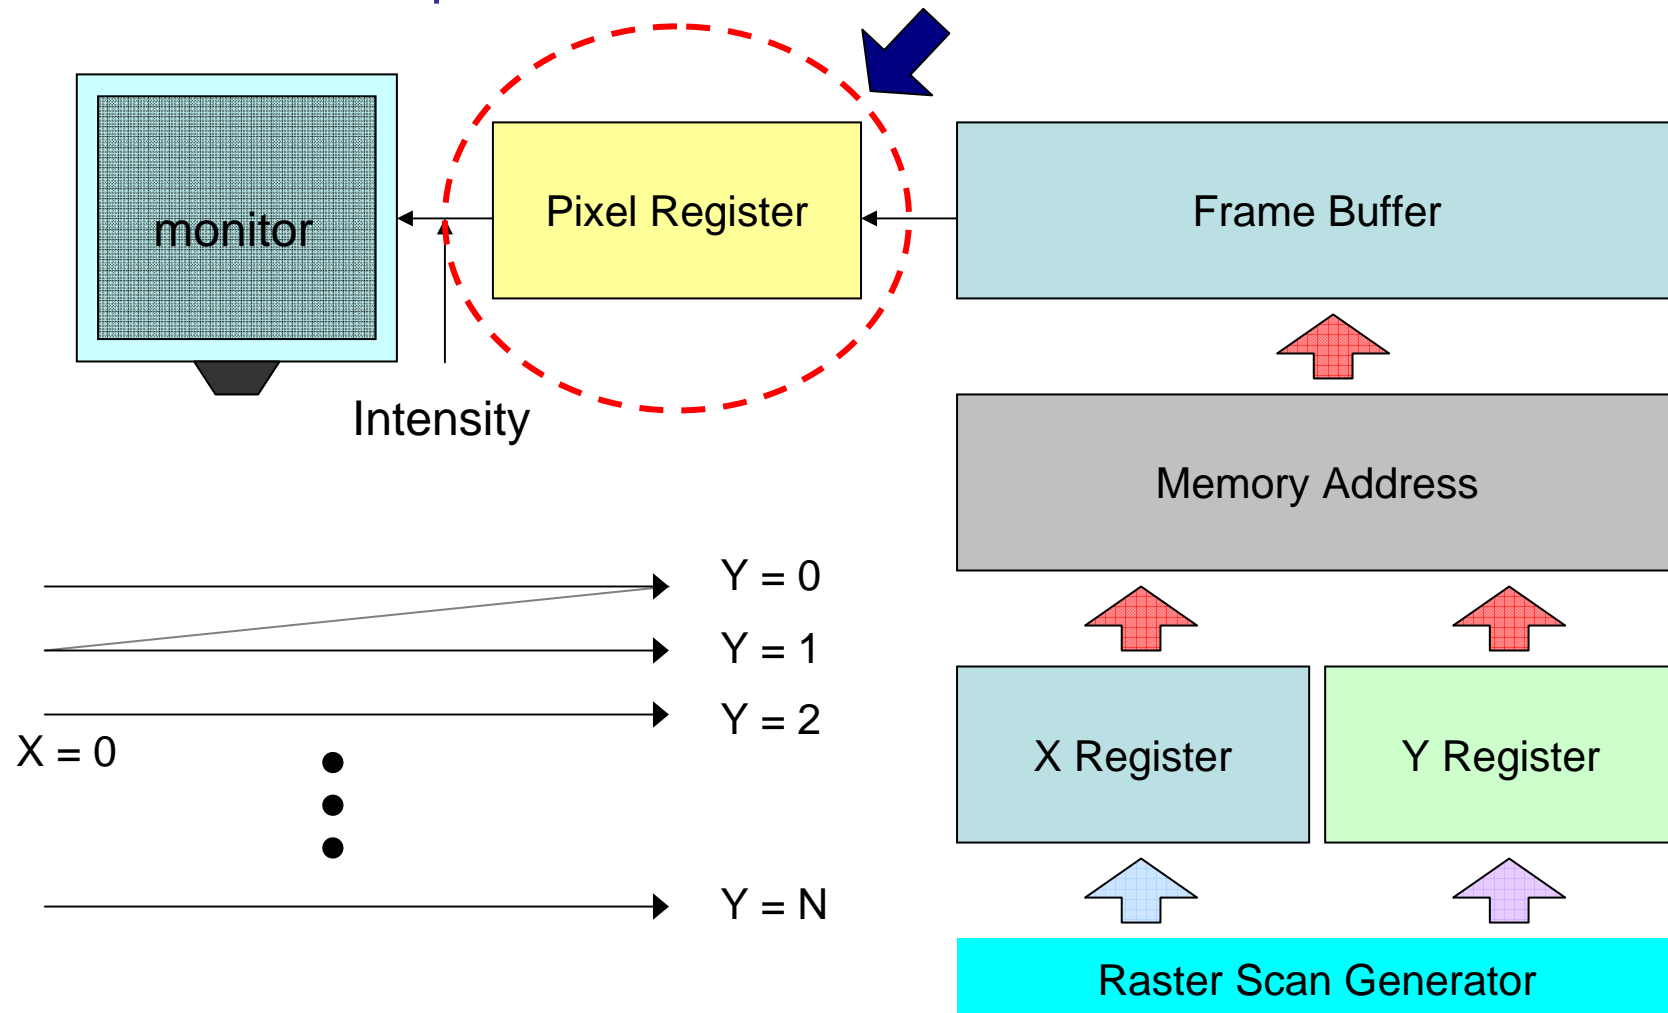 monitor
Pixel Register
Frame Buffer
Intensity
Memory Address
Y = 0
Y = 1
Y = 2
X = 0
X Register
Y Register
Y = N
Raster Scan Generator